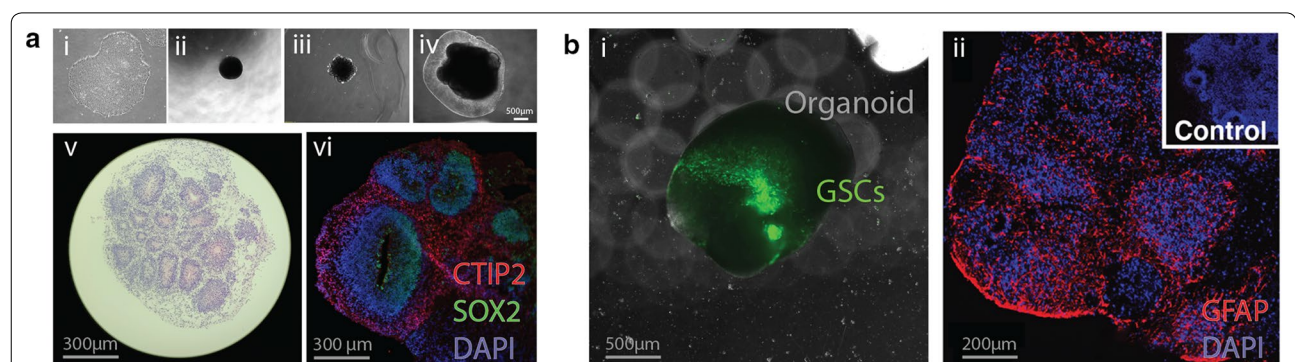 a
i
ii
iii
iv
500µm
v
300µm
vi
CTIP2
SOX2
DAPI
300 µm
b
i
Organoid
GSCs
500µm
ii
Control
GFAP
DAPI
200µm